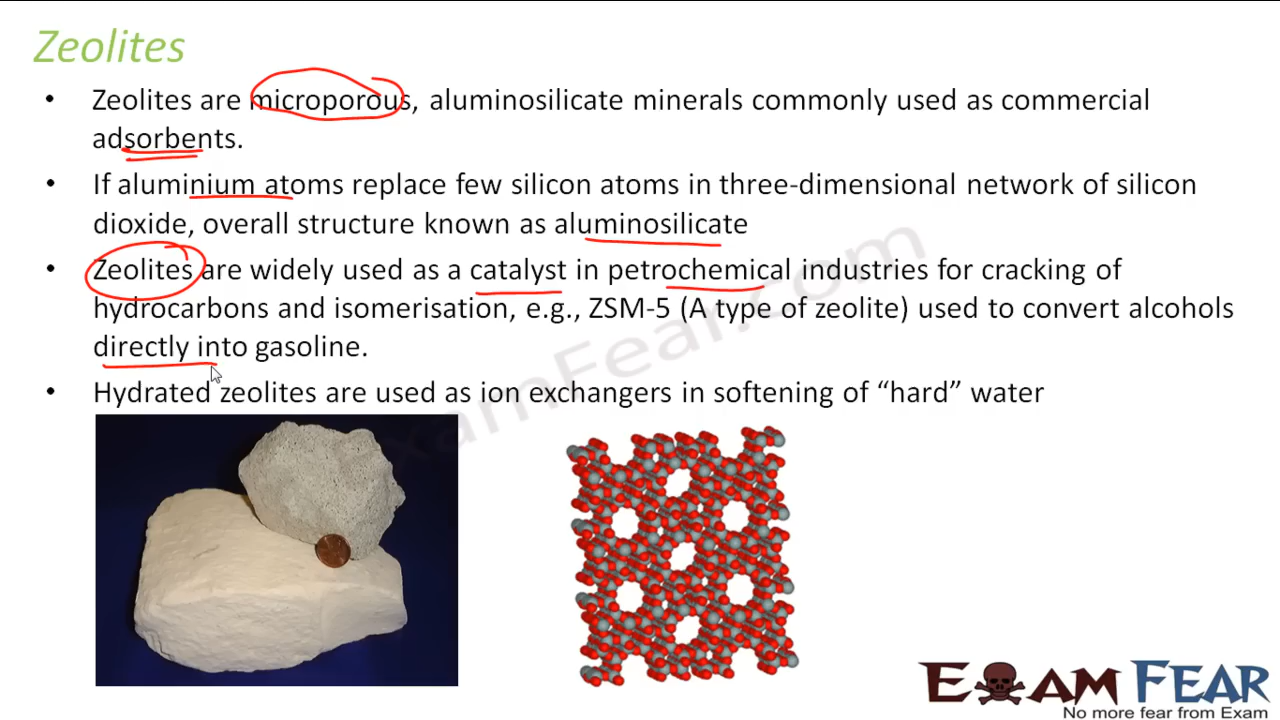 Zeolites
• Zeolites are microporous, aluminosilicate minerals commonly used as commercial
adsorbents.
• If aluminium atoms replace few silicon atoms in three-dimensional network of silicon
dioxide, overall structure known as aluminosilicate
• Zeolites are widely used as a catalyst in petrochemical industries for cracking of
hydrocarbons and isomerisation, e.g., ZSM-5 (A type of zeolite) used to convert alcohols
directly into gasoline.
• Hydrated zeolites are used as ion exchangers in softening of “hard” water
examFear.com
EXAM FEAR
No more fear from Exam